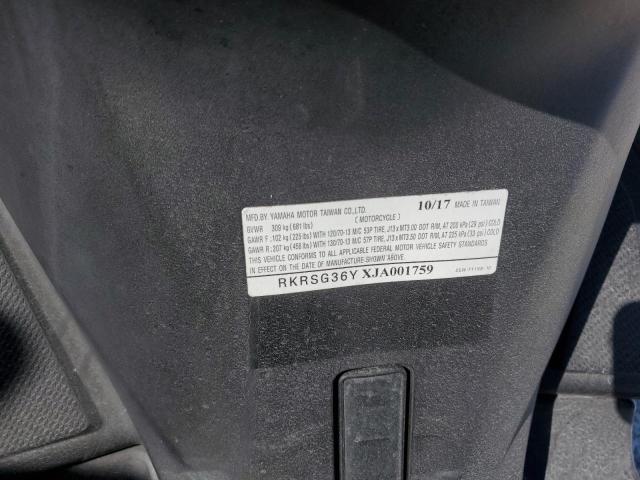 MFD.BY.YAMAHA MOTOR TAIWAN CO.,LTD. 10/17 MADE IN TAIWAN
GVWR 309 kg (681 lbs) ( MOTORCYCLE )
GAWR F : 102 kg (225 lbs) WITH 120/70-13 M/C 53P TIRE, J13 x MT3.00 DOT RIM, AT 200 kPa (29 psi) COLD
GAWR R : 207 kg (456 lbs) WITH 130/70-13 M/C 57P TIRE, J13 x MT3.50 DOT RIM, AT 225 kPa (33 psi) COLD
THIS VEHICLE CONFORMS TO ALL APPLICABLE FEDERAL MOTOR VEHICLE SAFETY STANDARDS
IN EFFECT ON THE DATE OF MANUFACTURE-SHOWN ABOVE.
RKRSG36Y XJA001759